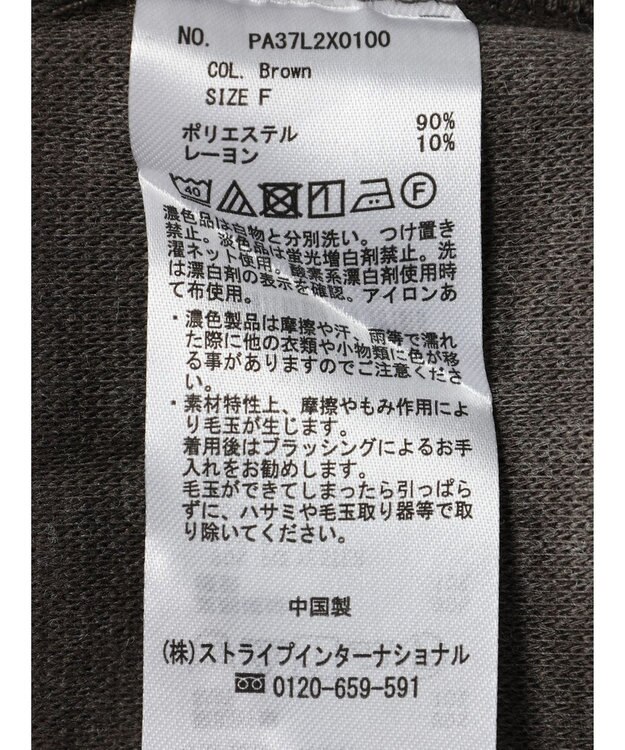 NO. PA37L2X0100
COL. Brown
SIZE F
ポリエステル 90%
レーヨン 10%
40 F
濃色品は白物と分別洗い。つけ置き
禁止。淡色品は蛍光増白剤禁止。洗
濯ネット使用。酸素系漂白剤使用時
は漂白剤の表示を確認。アイロンあ
て布使用。
・濃色製品は摩擦や汗、雨等で濡れ
た際に他の衣類や小物類に色が移
る事がありますのでご注意くださ
い。
・素材特性上、摩擦やもみ作用によ
り毛玉が生じます。
着用後はブラッシングによるお手
入れをお勧めします。
毛玉ができてしまったら引っぱら
ずに、ハサミや毛玉取り器等で取
り除いてください。
中国製
(株)ストライプインターナショナル
0120-659-591